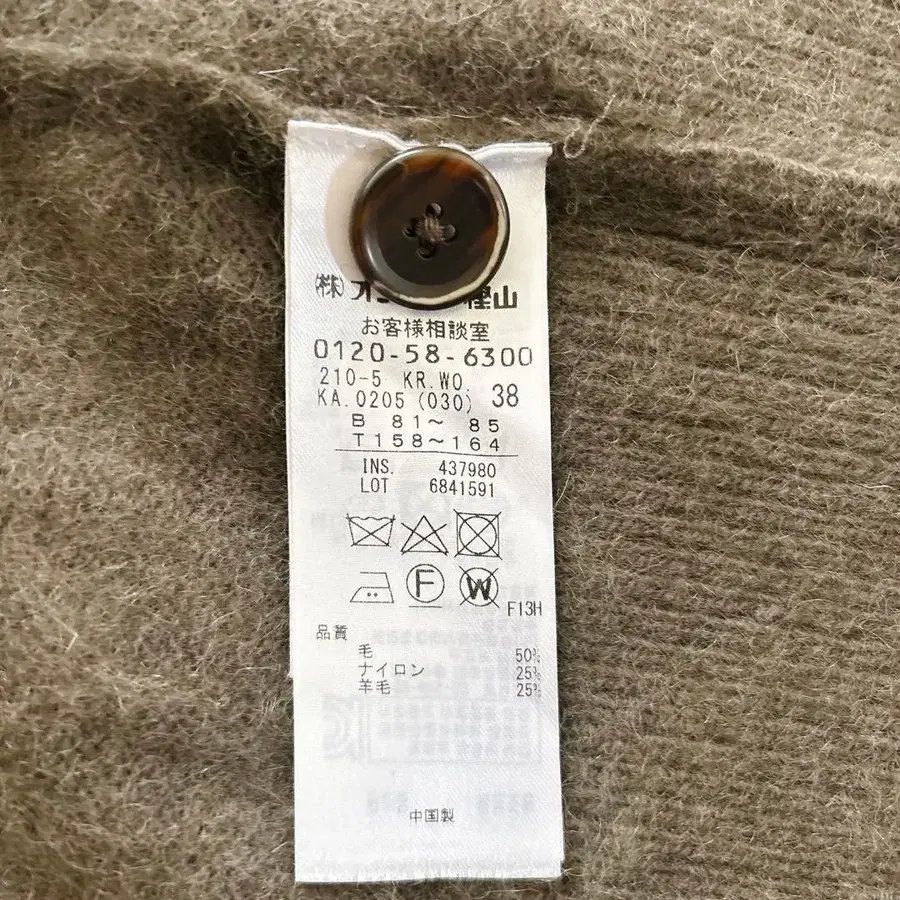 ㈱オ 樫山
お客様相談室
0120-58-6300
210-5 KR.WO.
KA.0205(030) 38
B 81～ 85
T158～164
INS. 437980
LOT 6841591
F
W
F13H
品質
毛 50%
ナイロン 25%
羊毛 25%
中国製